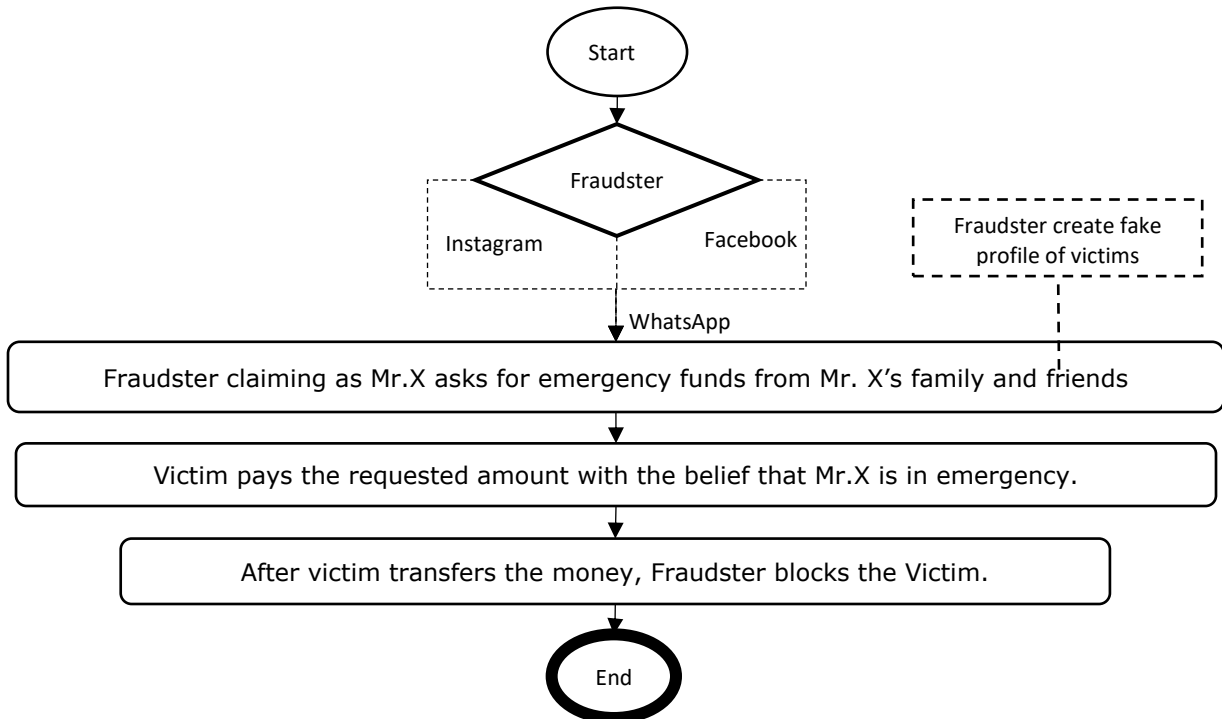 Start
Fraudster
Instagram
Facebook
Fraudster create fake
profile of victims
WhatsApp
Fraudster claiming as Mr.X asks for emergency funds from Mr. X’s family and friends
Victim pays the requested amount with the belief that Mr.X is in emergency.
After victim transfers the money, Fraudster blocks the Victim.
End